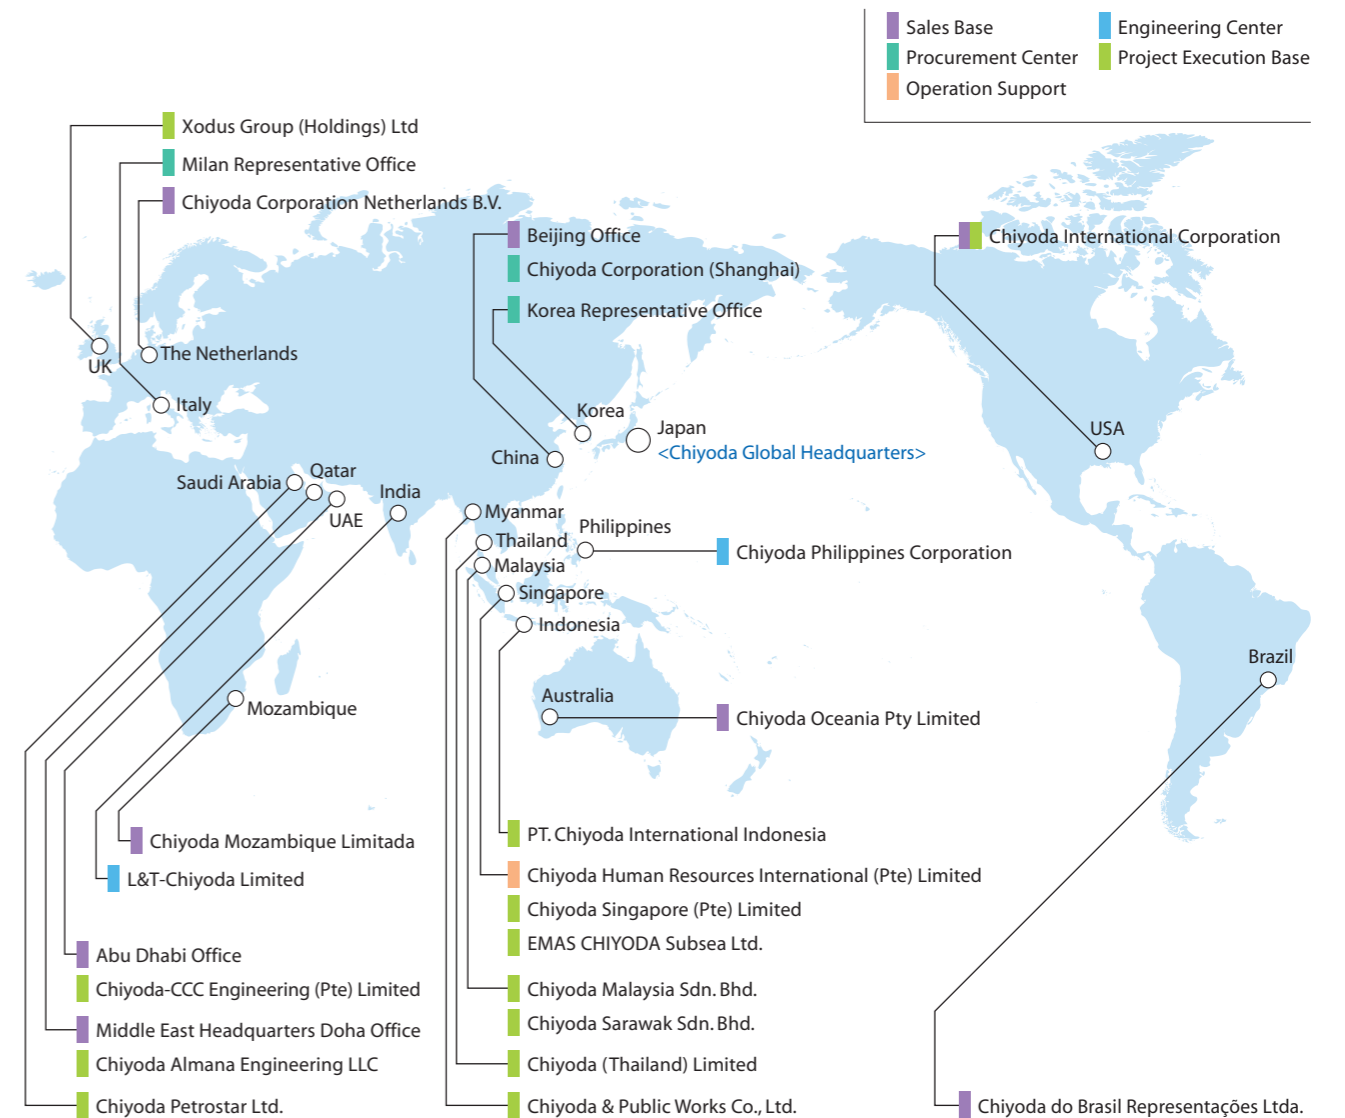 Sales Base
Engineering Center
Procurement Center
Project Execution Base
Operation Support
Xodus Group (Holdings) Ltd
Milan Representative Office
Chiyoda Corporation Netherlands B.V.
Beijing Office
Chiyoda Corporation (Shanghai)
Korea Representative Office
Chiyoda International Corporation
UK
The Netherlands
Italy
Korea
Japan
<Chiyoda Global Headquarters>
China
USA
Saudi Arabia
Qatar
UAE
India
Myanmar
Thailand
Malaysia
Singapore
Indonesia
Philippines
Chiyoda Philippines Corporation
Mozambique
Australia
Chiyoda Oceania Pty Limited
Brazil
Chiyoda Mozambique Limitada
L&T-Chiyoda Limited
Abu Dhabi Office
Chiyoda-CCC Engineering (Pte) Limited
Middle East Headquarters Doha Office
Chiyoda Almana Engineering LLC
Chiyoda Petrostar Ltd.
PT. Chiyoda International Indonesia
Chiyoda Human Resources International (Pte) Limited
Chiyoda Singapore (Pte) Limited
EMAS CHIYODA Subsea Ltd.
Chiyoda Malaysia Sdn. Bhd.
Chiyoda Sarawak Sdn. Bhd.
Chiyoda (Thailand) Limited
Chiyoda & Public Works Co., Ltd.
Chiyoda do Brasil Representações Ltda.